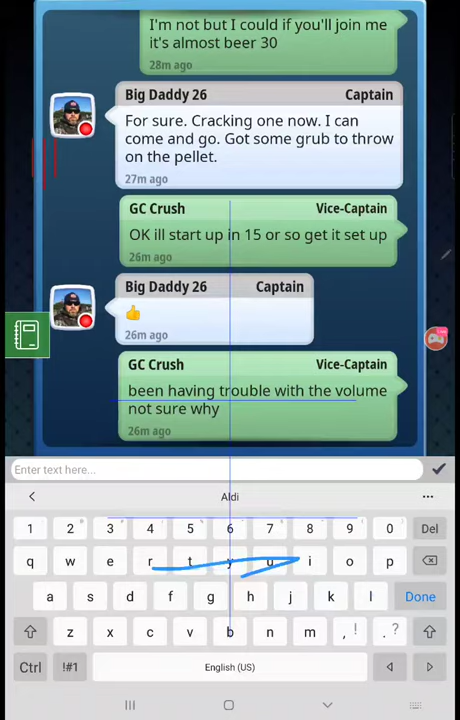 I'm not but I could if you'll join me
it's almost beer 30
28m ago
Big Daddy 26 Captain
For sure. Cracking one now. I can
come and go. Got some grub to throw
on the pellet.
27m ago
GC Crush Vice-Captain
OK ill start up in 15 or so get it set up
26m ago
Big Daddy 26 Captain
👍
26m ago
GC Crush Vice-Captain
been having trouble with the volume
not sure why
26m ago
Enter text here...
Aldi
1 2 3 4 5 6 7 8 9 0 Del
q w e r t y u i o p
a s d f g h j k l Done
z x c v b n m , ! . ?
Ctrl !#1 English (US)